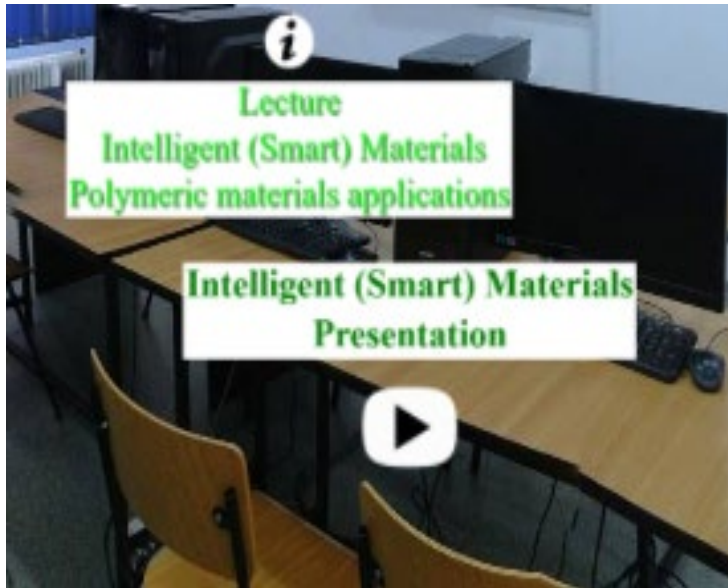 i
Lecture
Intelligent (Smart) Materials
Polymeric materials applications
Intelligent (Smart) Materials
Presentation